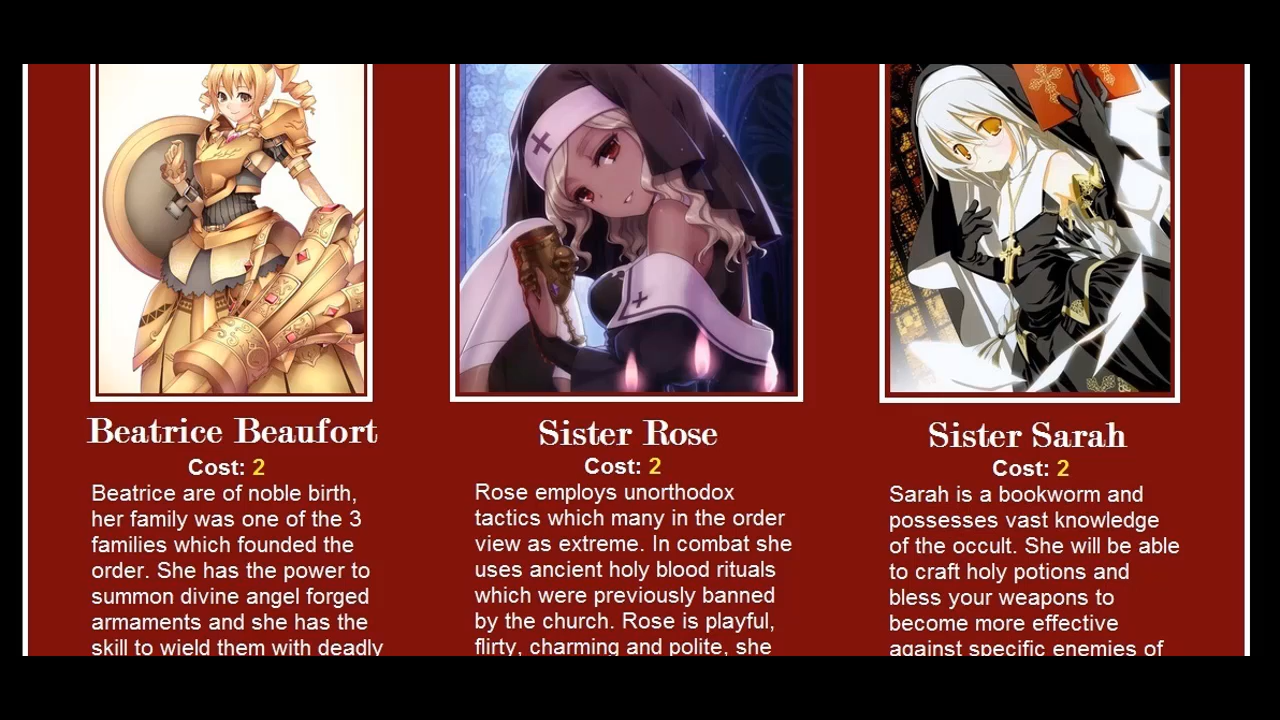 Beatrice Beaufort
Cost: 2
Beatrice are of noble birth,
her family was one of the 3
families which founded the
order. She has the power to
summon divine angel forged
armaments and she has the
skill to wield them with deadly
Sister Rose
Cost: 2
Rose employs unorthodox
tactics which many in the order
view as extreme. In combat she
uses ancient holy blood rituals
which were previously banned
by the church. Rose is playful,
flirty, charming and polite, she
Sister Sarah
Cost: 2
Sarah is a bookworm and
possesses vast knowledge
of the occult. She will be able
to craft holy potions and
bless your weapons to
become more effective
against specific enemies of